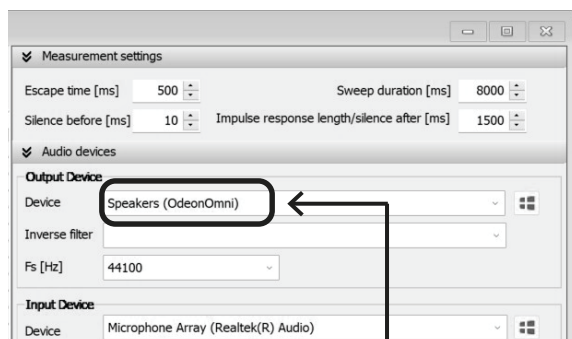 Measurement settings
Escape time [ms] 500 Sweep duration [ms] 8000
Silence before [ms] 10 Impulse response length/silence after [ms] 1500
Audio devices
Output Device
Device Speakers (OdeonOmni)
Inverse filter
Fs [Hz] 44100
Input Device
Device Microphone Array (Realtek(R) Audio)